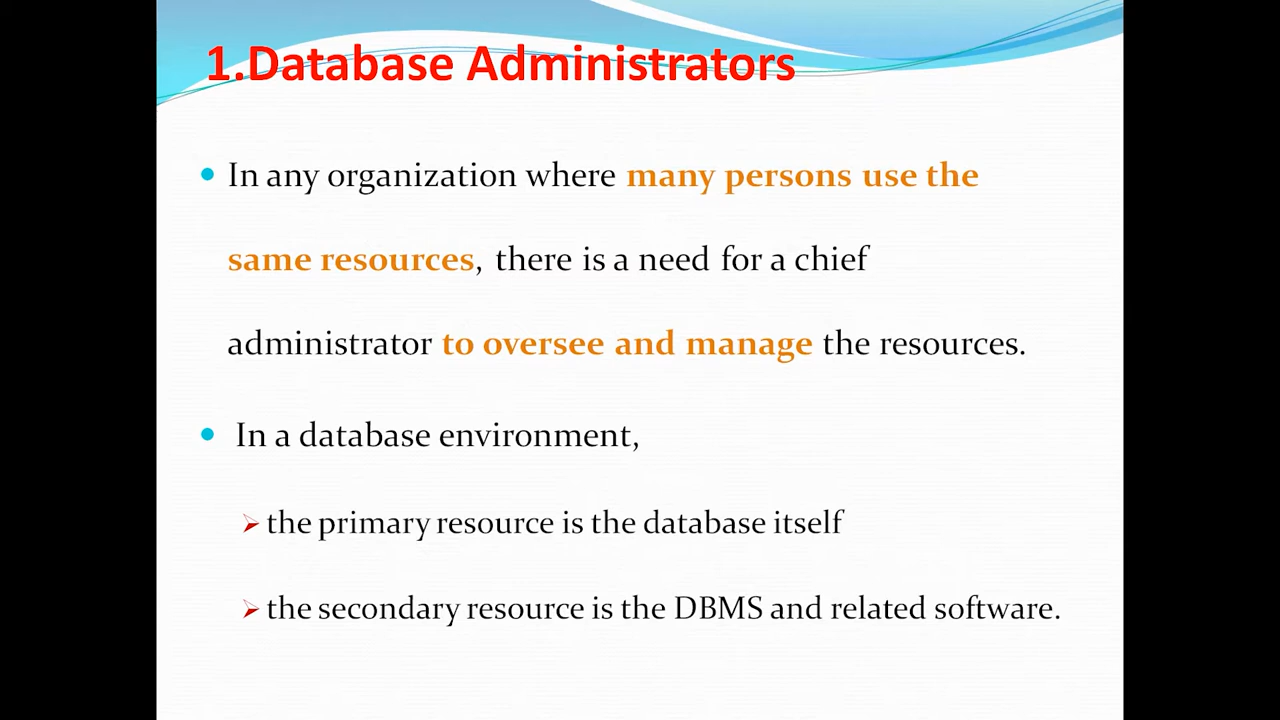 1.Database Administrators
In any organization where many persons use the
same resources, there is a need for a chief
administrator to oversee and manage the resources.
In a database environment,
the primary resource is the database itself
the secondary resource is the DBMS and related software.